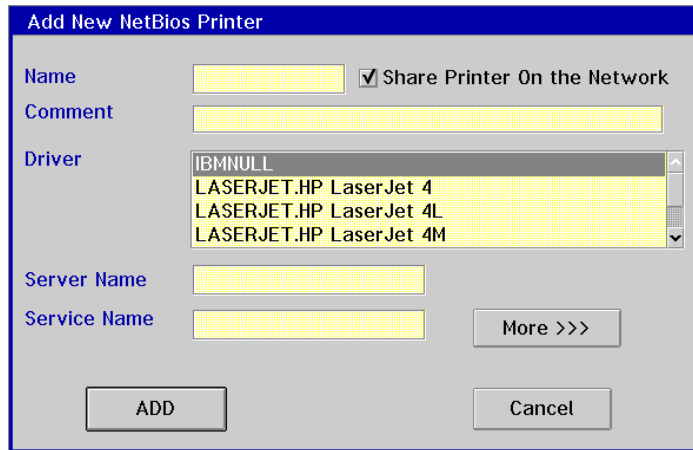 Add New NetBios Printer
Name
Share Printer On the Network
Comment
Driver
IBMNULL
LASERJET.HP LaserJet 4
LASERJET.HP LaserJet 4L
LASERJET.HP LaserJet 4M
Server Name
Service Name
More >>>
ADD
Cancel